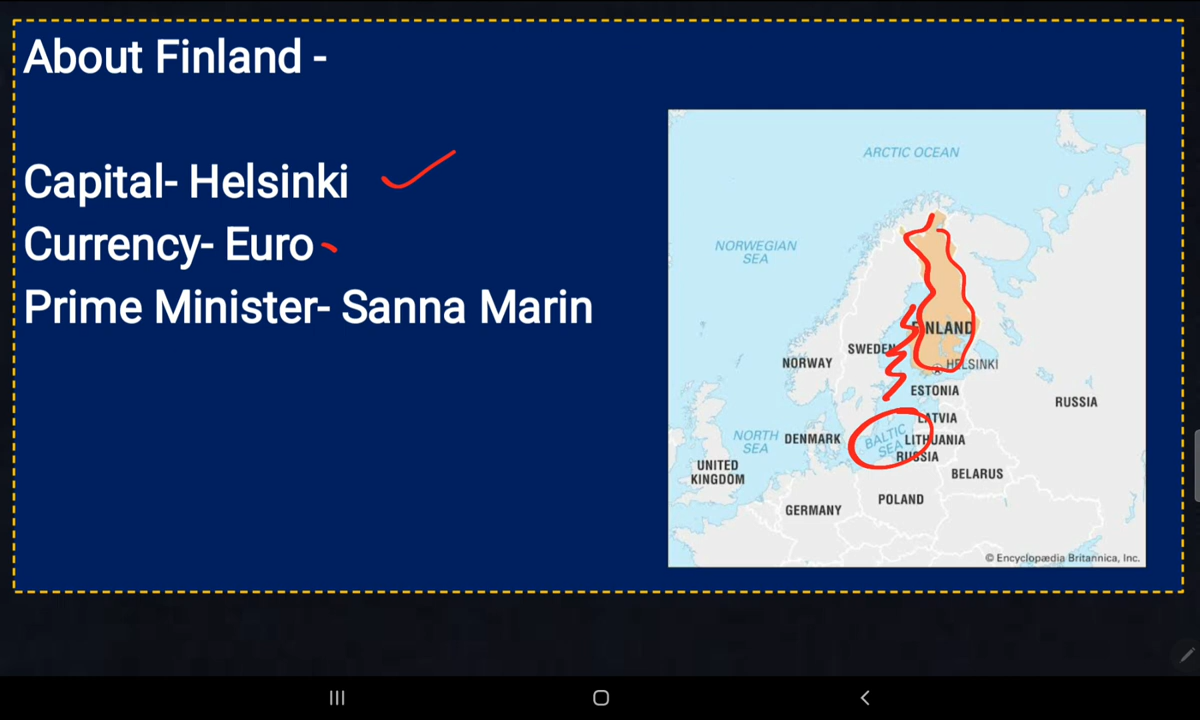 About Finland -
Capital- Helsinki
Currency- Euro
Prime Minister- Sanna Marin
ARCTIC OCEAN
NORWEGIAN
SEA
FINLAND
SWEDEN
NORWAY
HELSINKI
ESTONIA
RUSSIA
LATVIA
NORTH
SEA
DENMARK
BALTIC
SEA
LITHUANIA
RUSSIA
UNITED
KINGDOM
BELARUS
POLAND
GERMANY
© Encyclopædia Britannica, Inc.